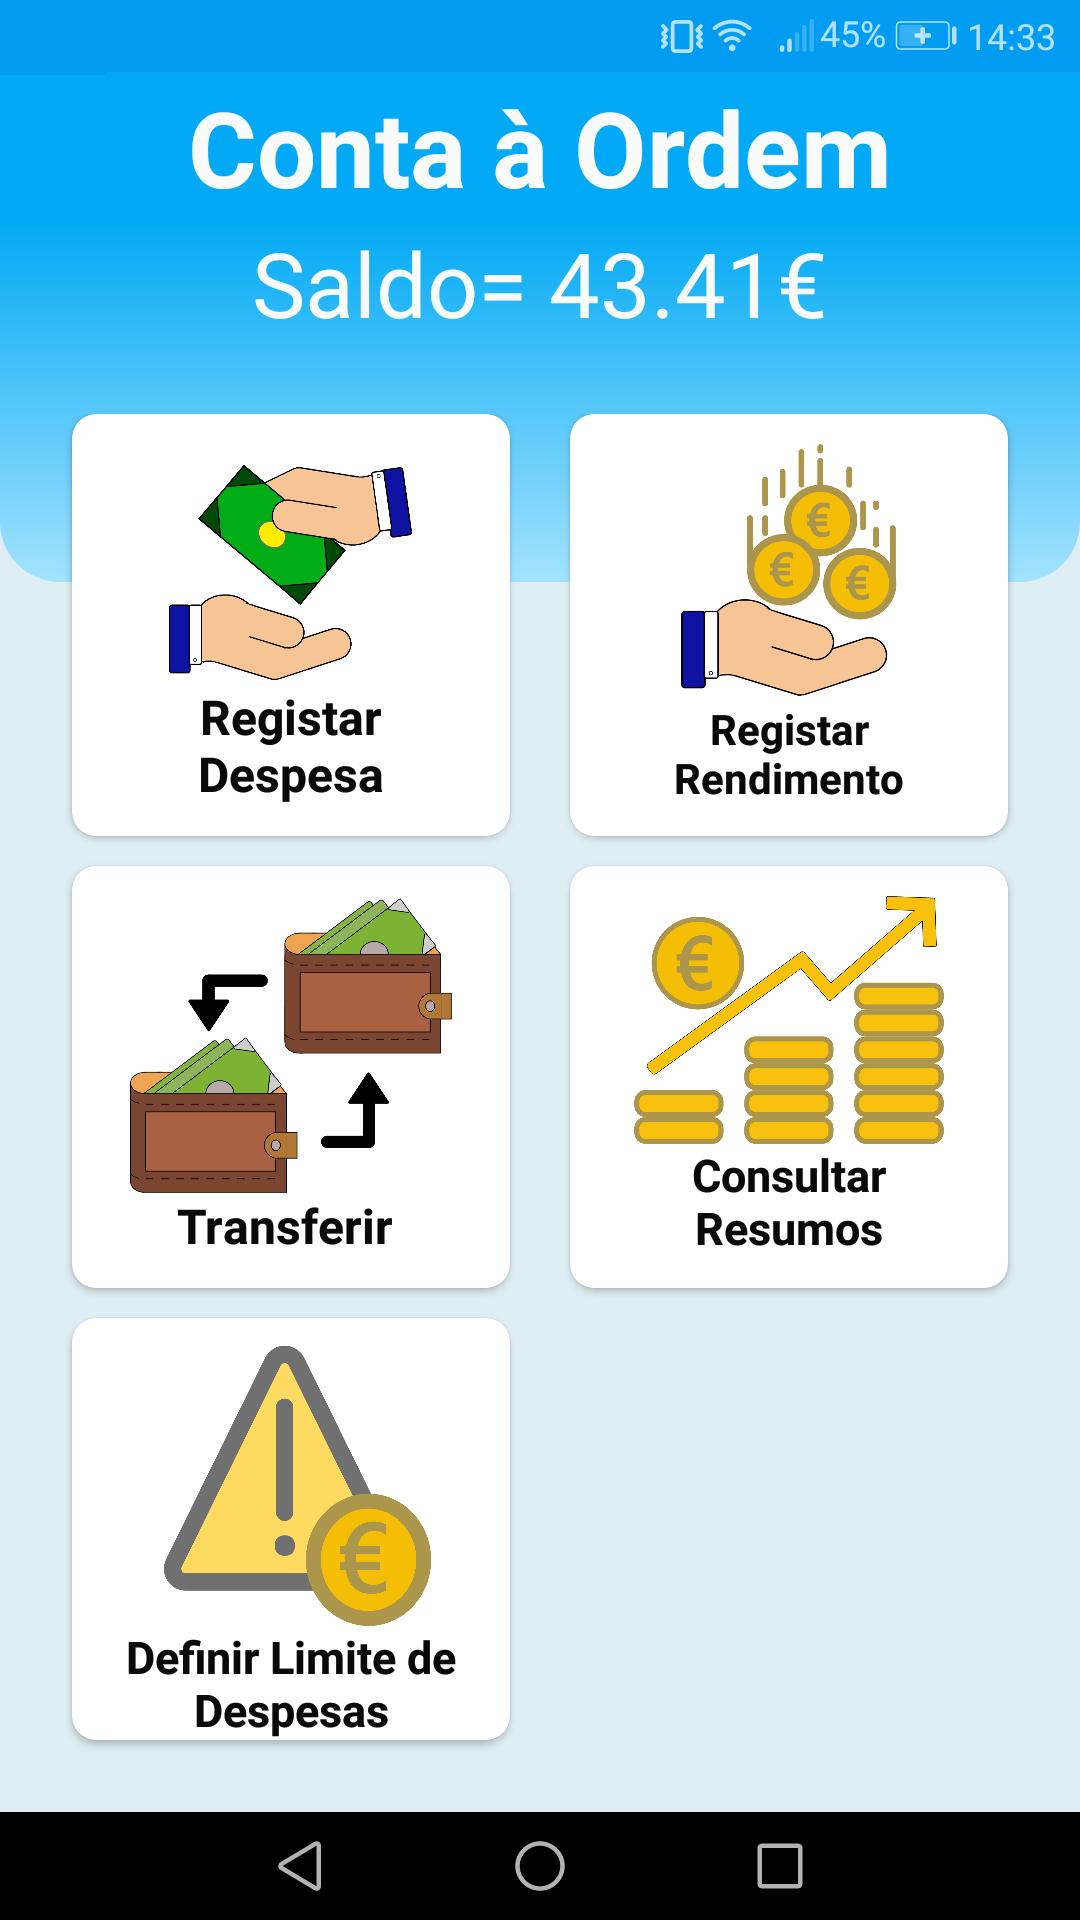 45% 14:33
Conta à Ordem
Saldo= 43.41€
Registar
Despesa
€
€
€
Registar
Rendimento
Transferir
€
Consultar
Resumos
€
Definir Limite de
Despesas